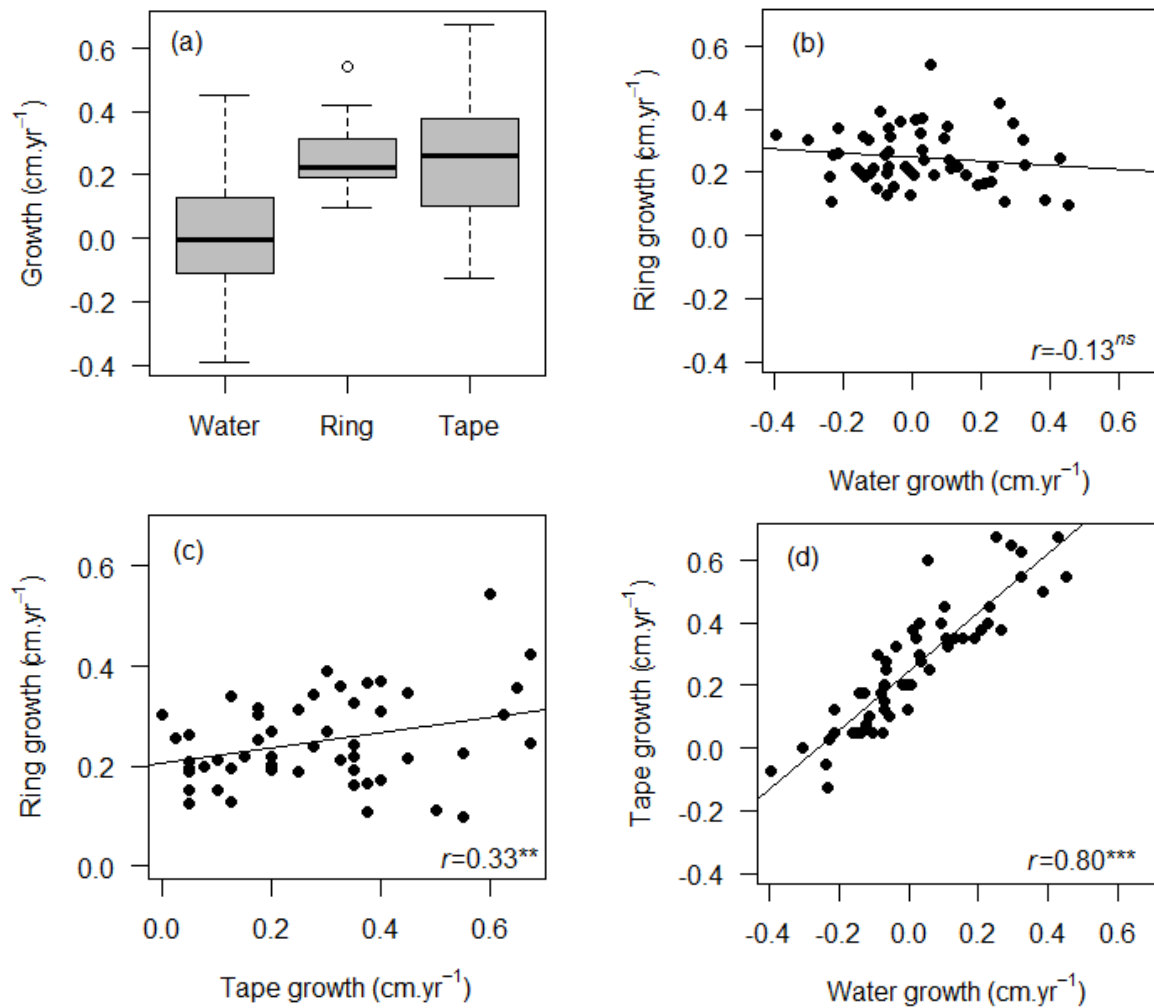 (a)
Growth (cm.yr⁻¹)
0.6
0.4
0.2
0.0
-0.2
-0.4
Water Ring Tape
(b)
Ring growth (cm.yr⁻¹)
0.6
0.4
0.2
0.0
-0.2
-0.4
r=-0.13ⁿˢ
-0.4 -0.2 0.0 0.2 0.4 0.6
Water growth (cm.yr⁻¹)
(c)
Ring growth (cm.yr⁻¹)
0.6
0.4
0.2
0.0
r=0.33**
0.0 0.2 0.4 0.6
Tape growth (cm.yr⁻¹)
(d)
Tape growth (cm.yr⁻¹)
0.6
0.4
0.2
0.0
-0.2
-0.4
r=0.80***
-0.4 -0.2 0.0 0.2 0.4 0.6
Water growth (cm.yr⁻¹)